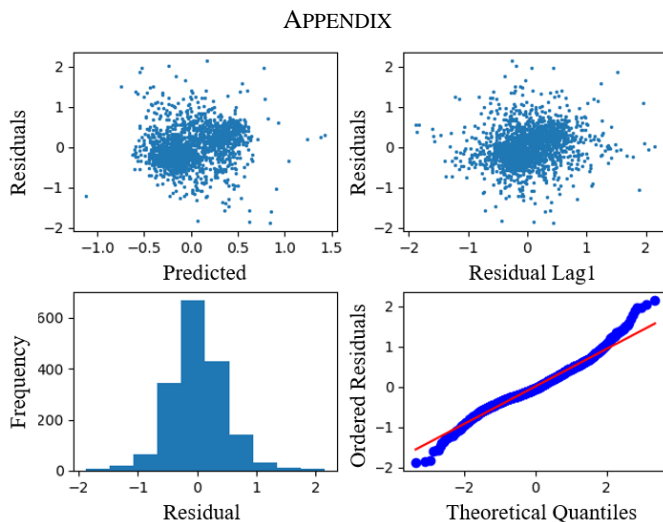 APPENDIX
2
1
0
-1
-2
Residuals
-1.0 -0.5 0.0 0.5 1.0 1.5
Predicted
2
1
0
-1
-2
Residuals
-2 -1 0 1 2
Residual Lag1
600
400
200
0
Frequency
-2 -1 0 1 2
Residual
2
1
0
-1
-2
Ordered Residuals
-2 0 2
Theoretical Quantiles